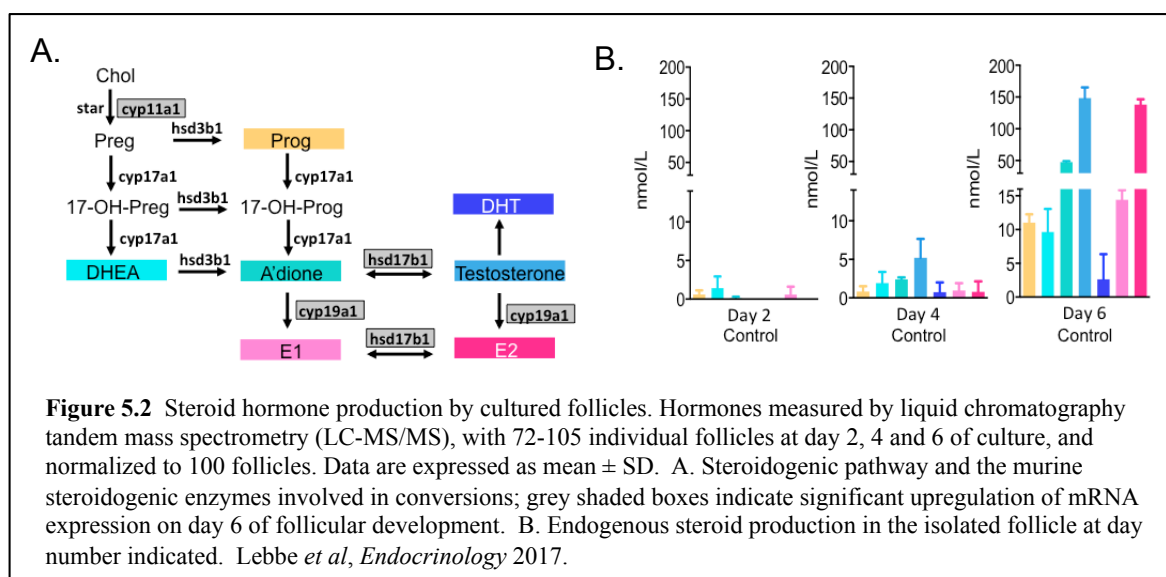 A.
Chol
star cyp11a1
Preg hsd3b1 Prog
cyp17a1 cyp17a1
17-OH-Preg hsd3b1 17-OH-Prog DHT
cyp17a1 cyp17a1
DHEA hsd3b1 A'dione hsd17b1 Testosterone
cyp19a1 cyp19a1
E1 hsd17b1 E2
B.
200
150
100
50
nmol/L
10
5
0
Day 2
Control
200
150
100
50
nmol/L
10
5
0
Day 4
Control
200
150
100
50
nmol/L
15
10
5
0
Day 6
Control
Figure 5.2 Steroid hormone production by cultured follicles. Hormones measured by liquid chromatography
tandem mass spectrometry (LC-MS/MS), with 72-105 individual follicles at day 2, 4 and 6 of culture, and
normalized to 100 follicles. Data are expressed as mean ± SD. A. Steroidogenic pathway and the murine
steroidogenic enzymes involved in conversions; grey shaded boxes indicate significant upregulation of mRNA
expression on day 6 of follicular development. B. Endogenous steroid production in the isolated follicle at day
number indicated. Lebbe et al, Endocrinology 2017.